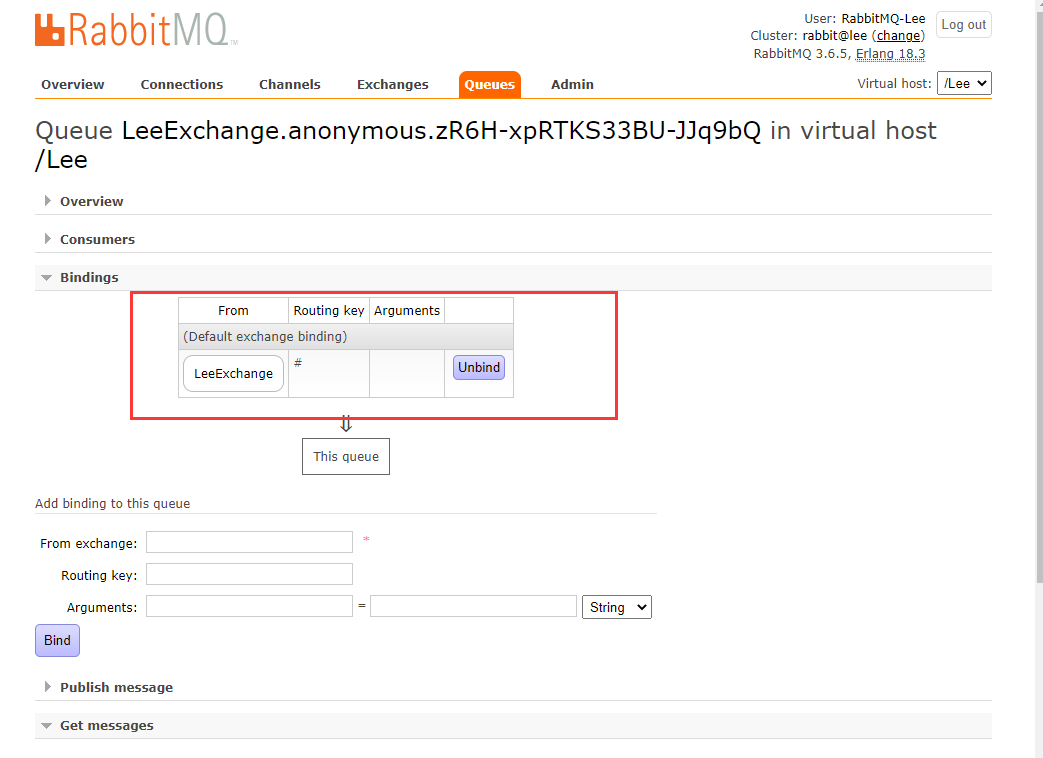 RabbitMQ™
User: RabbitMQ-Lee
Log out
Cluster: rabbit@lee (change)
RabbitMQ 3.6.5, Erlang 18.3
Overview Connections Channels Exchanges Queues Admin
Virtual host: /Lee
Queue LeeExchange.anonymous.zR6H-xpRTKS33BU-JJq9bQ in virtual host
/Lee
Overview
Consumers
Bindings
From Routing key Arguments
(Default exchange binding)
LeeExchange # Unbind
⇓
This queue
Add binding to this queue
From exchange: *
Routing key:
Arguments: = String
Bind
Publish message
Get messages